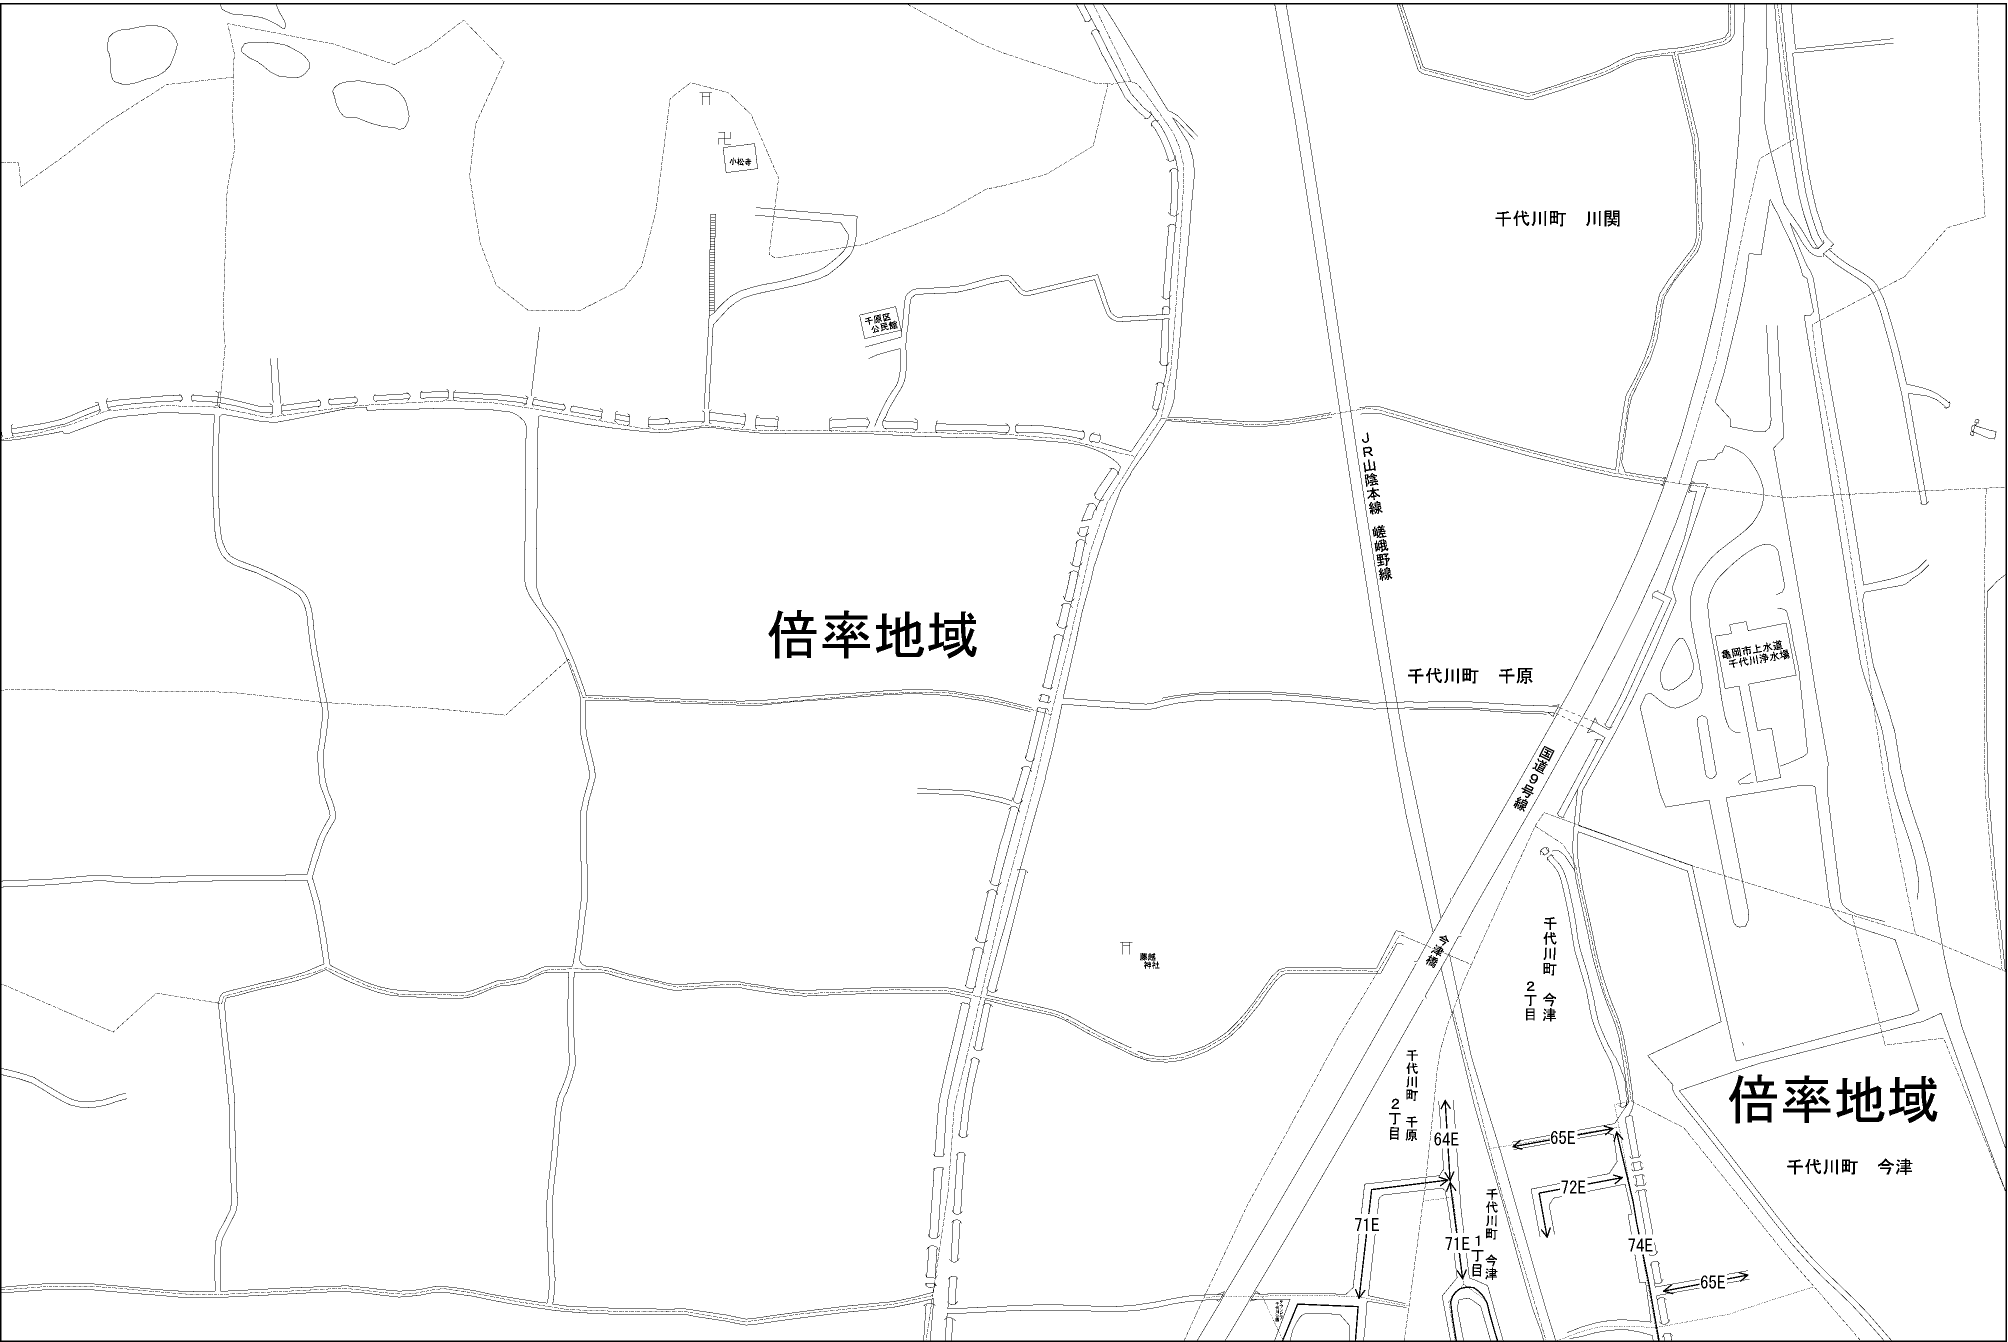 小松寺
千代川町　川関
千原区
公民館
JR山陰本線　嵯峨野線
倍率地域
千代川町　千原
亀岡市上水道
千代川浄水場
国道9号線
千代川町　今津
2丁目
今津橋
藤越
神社
千代川町　千原
2丁目
倍率地域
千代川町　今津
64E
65E
72E
71E
71E
千代川町　今津
1丁目
74E
65E